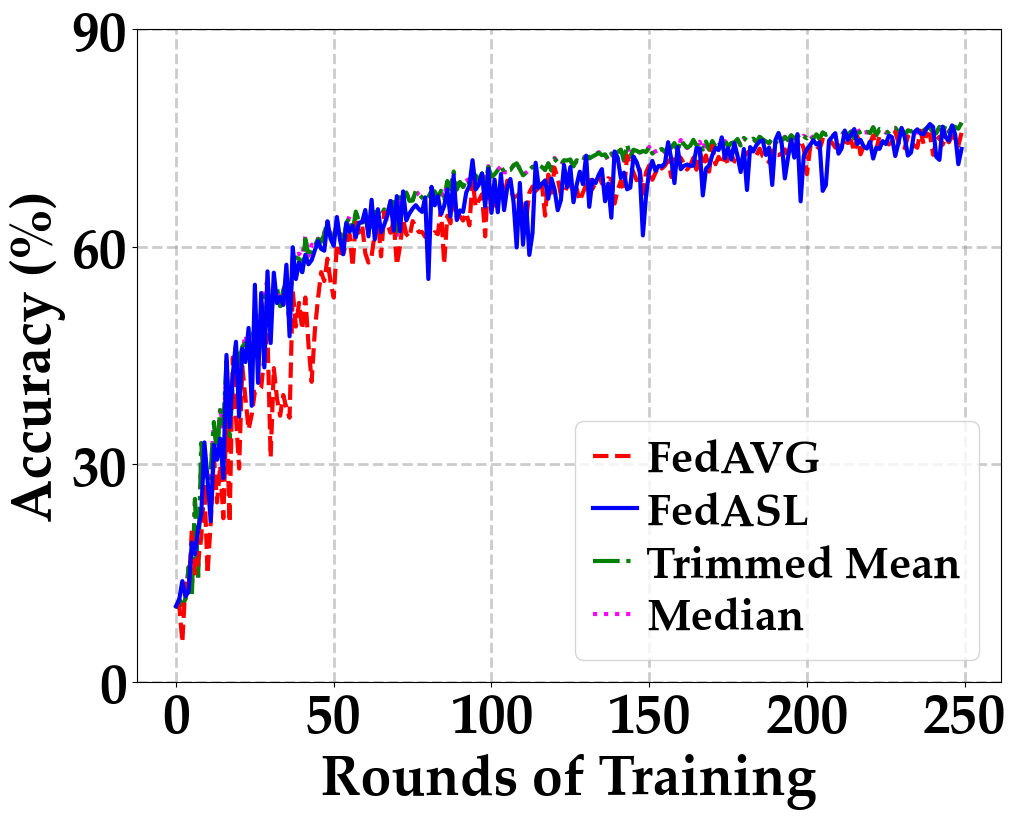 90
60
30
0
Accuracy (%)
FedAVG
FedASL
Trimmed Mean
Median
0 50 100 150 200 250
Rounds of Training